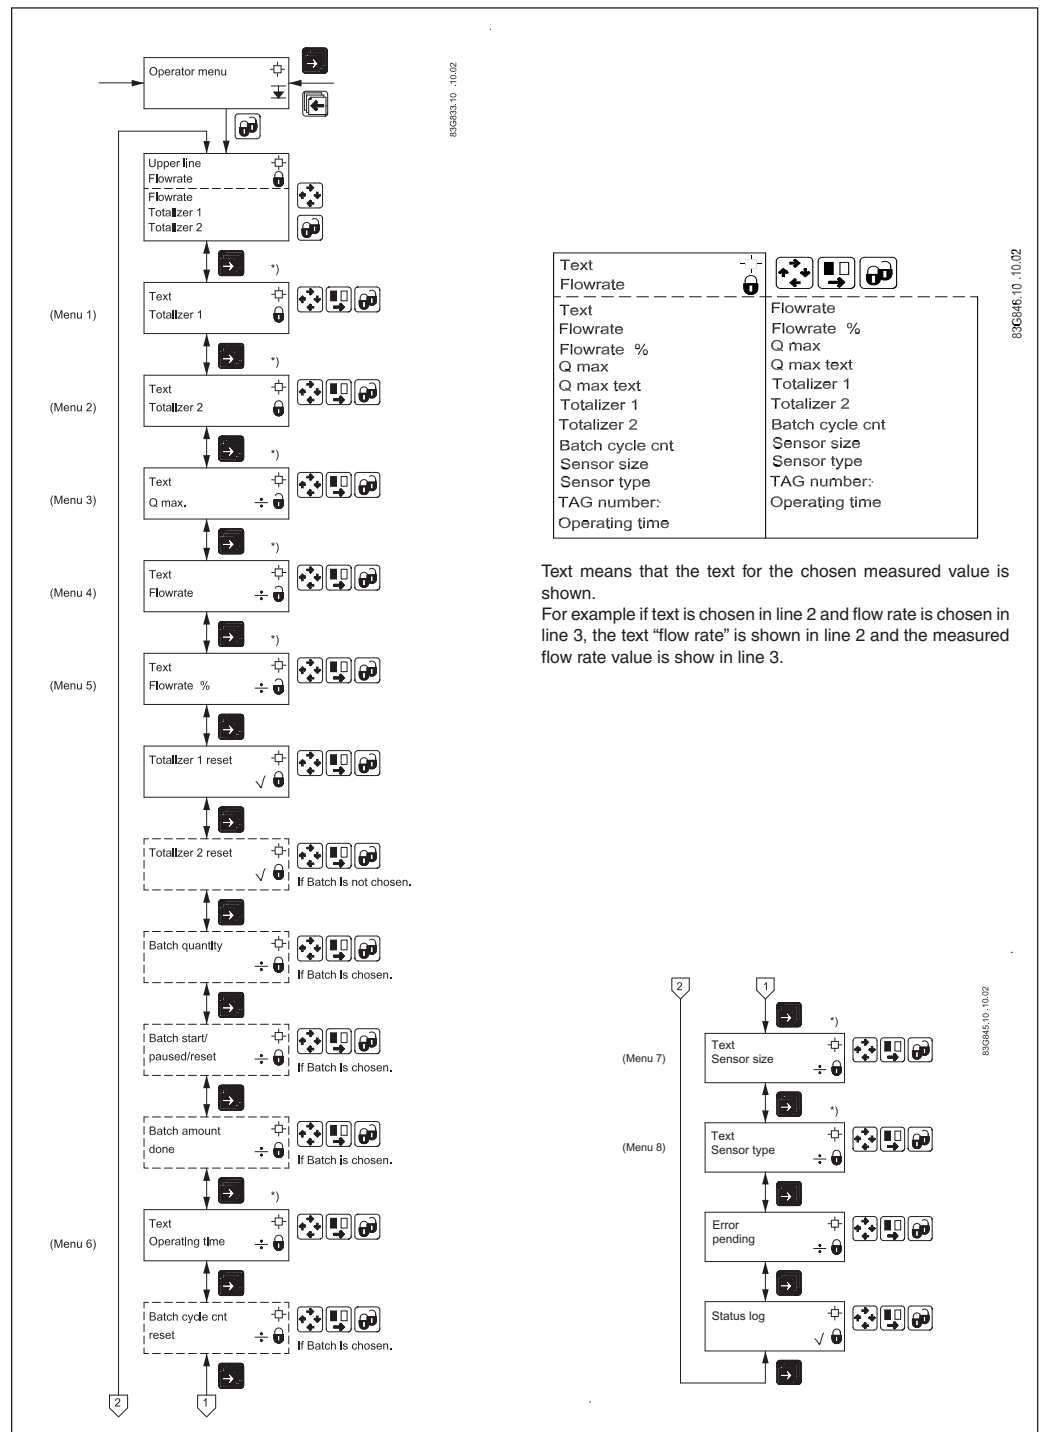 Operator menu
83G833.10 .10.02
Upper line
Flowrate
Flowrate
Totalizer 1
Totalizer 2
*)
(Menu 1)
Text
Totalizer 1
*)
(Menu 2)
Text
Totalizer 2
*)
(Menu 3)
Text
Q max.
*)
(Menu 4)
Text
Flowrate
*)
(Menu 5)
Text
Flowrate %
Totalizer 1 reset
Totalizer 2 reset
If Batch is not chosen.
Batch quantity
If Batch is chosen.
Batch start/
paused/reset
If Batch is chosen.
Batch amount
done
If Batch is chosen.
*)
(Menu 6)
Text
Operating time
Batch cycle cnt
reset
If Batch is chosen.
2
1
83G846.10 .10.02
Text
Flowrate
Text
Flowrate
Flowrate %
Q max
Q max text
Totalizer 1
Totalizer 2
Batch cycle cnt
Sensor size
Sensor type
TAG number:
Operating time
Flowrate
Flowrate %
Q max
Q max text
Totalizer 1
Totalizer 2
Batch cycle cnt
Sensor size
Sensor type
TAG number:
Operating time
Text means that the text for the chosen measured value is
shown.
For example if text is chosen in line 2 and flow rate is chosen in
line 3, the text “flow rate” is shown in line 2 and the measured
flow rate value is show in line 3.
2
1
83G845.10 .10.02
*)
(Menu 7)
Text
Sensor size
*)
(Menu 8)
Text
Sensor type
Error
pending
Status log